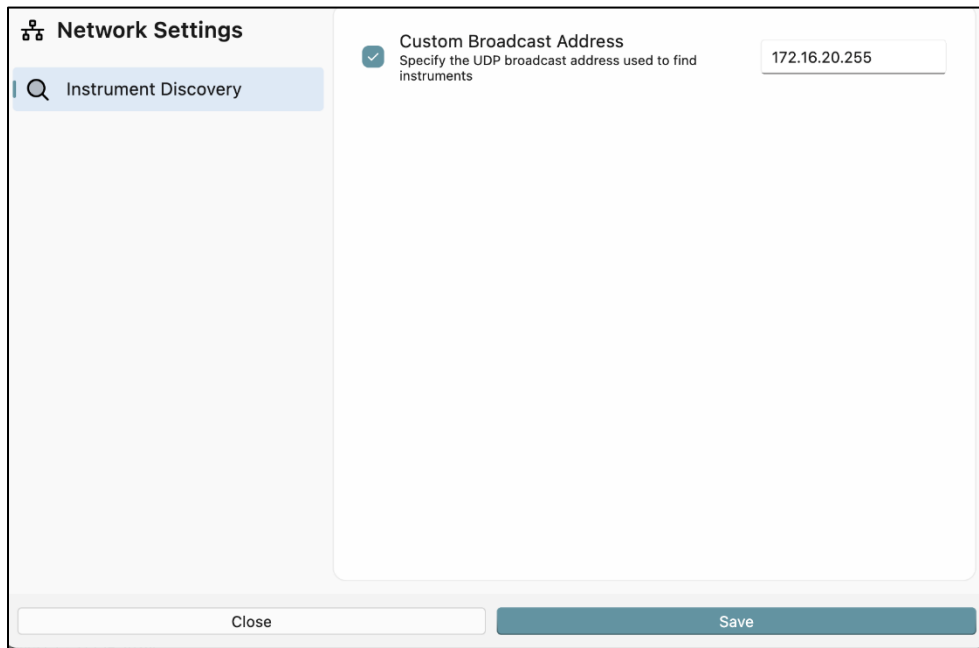 Network Settings
Instrument Discovery
Custom Broadcast Address
Specify the UDP broadcast address used to find
instruments
172.16.20.255
Close
Save